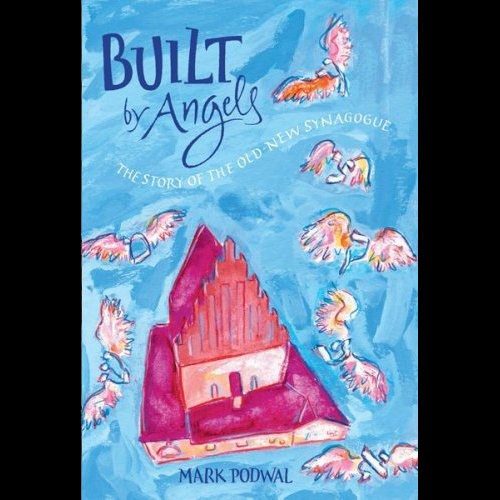 BUILT
by Angels
THE STORY OF THE OLD-NEW SYNAGOGUE
MARK PODWAL